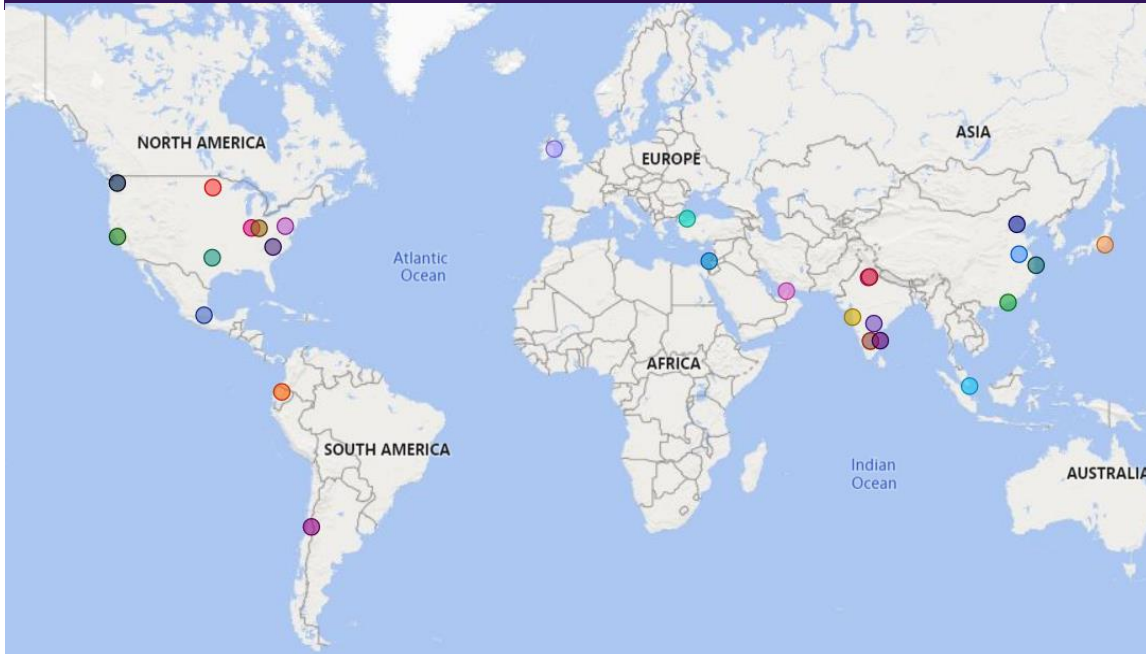 NORTH AMERICA
ASIA
EUROPE
Atlantic
Ocean
AFRICA
SOUTH AMERICA
Indian
Ocean
AUSTRALIA